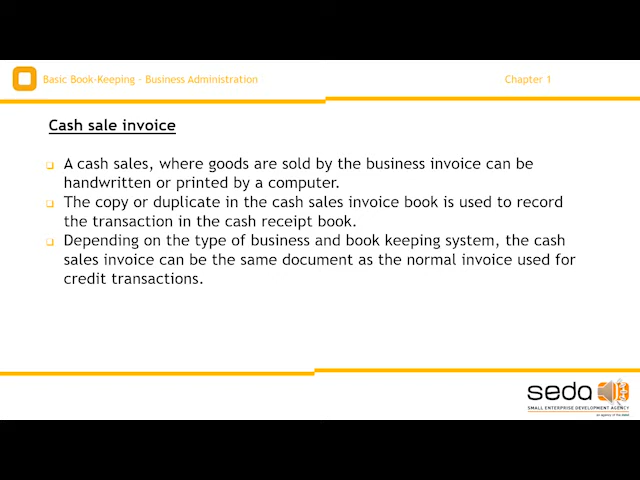 Basic Book-Keeping - Business Administration
Chapter 1
Cash sale invoice
A cash sales, where goods are sold by the business invoice can be
handwritten or printed by a computer.
The copy or duplicate in the cash sales invoice book is used to record
the transaction in the cash receipt book.
Depending on the type of business and book keeping system, the cash
sales invoice can be the same document as the normal invoice used for
credit transactions.
seda
SMALL ENTERPRISE DEVELOPMENT AGENCY